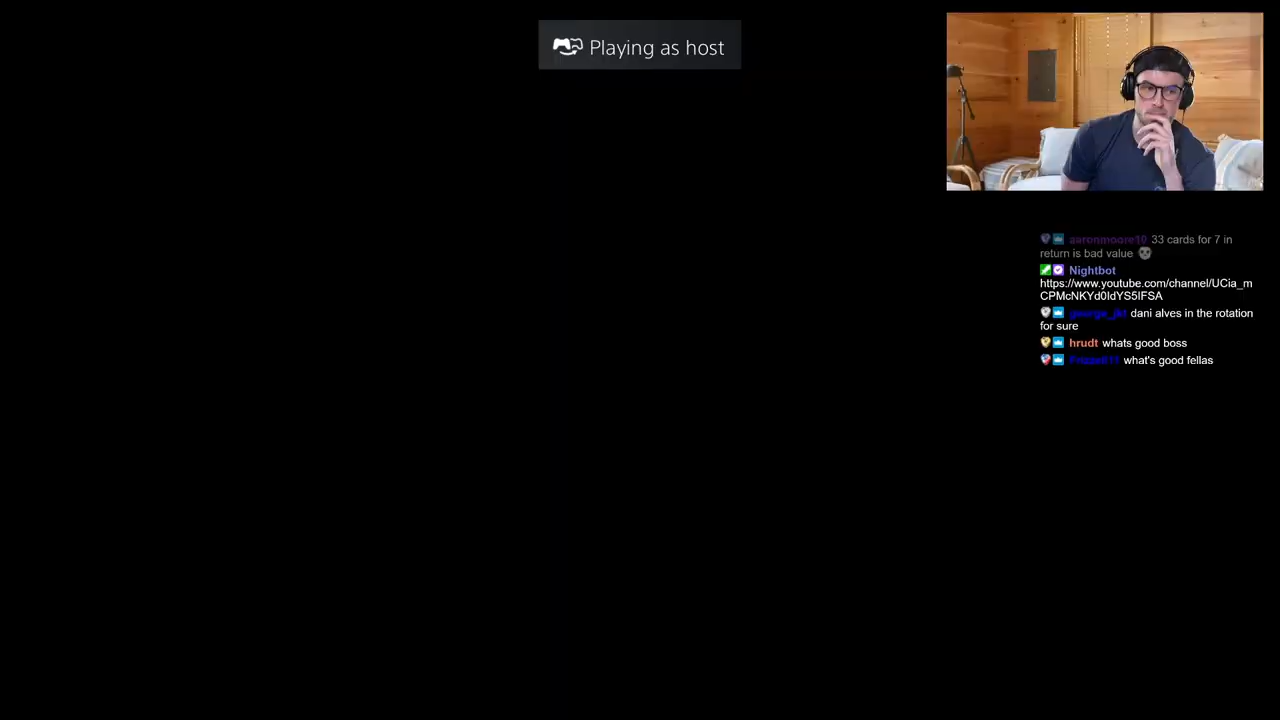 Playing as host
aaronmoore10 33 cards for 7 in
return is bad value
Nightbot
https://www.youtube.com/channel/UCia_m
CPMcNKYd0IdYS5IFSA
dani alves in the rotation
for sure
hrudt whats good boss
what's good fellas